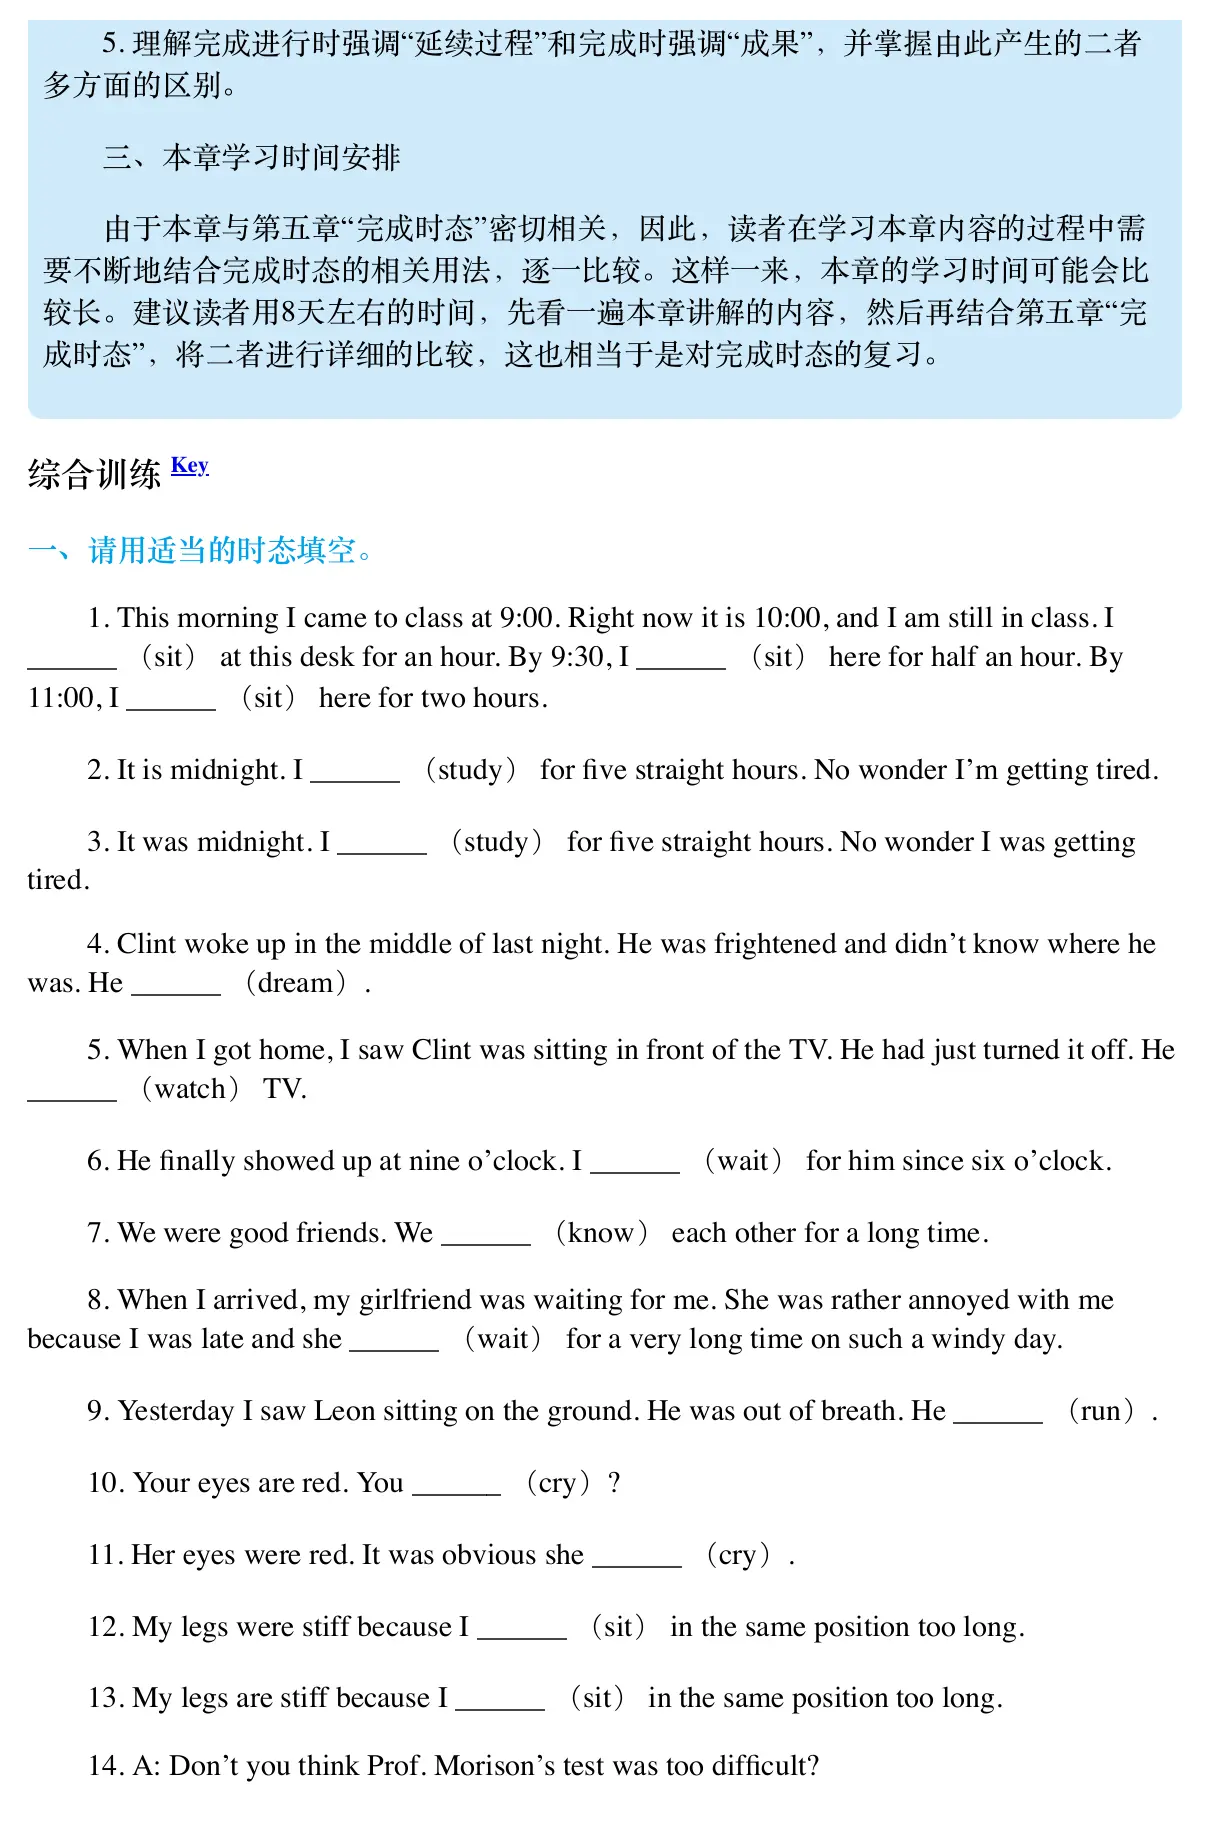 5. 理解完成进行时强调“延续过程”和完成时强调“成果”，并掌握由此产生的二者
多方面的区别。
三、本章学习时间安排
由于本章与第五章“完成时态”密切相关，因此，读者在学习本章内容的过程中需
要不断地结合完成时态的相关用法，逐一比较。这样一来，本章的学习时间可能会比
较长。建议读者用8天左右的时间，先看一遍本章讲解的内容，然后再结合第五章“完
成时态”，将二者进行详细的比较，这也相当于是对完成时态的复习。
综合训练 Key
一、请用适当的时态填空。
1. This morning I came to class at 9:00. Right now it is 10:00, and I am still in class. I
______ （sit） at this desk for an hour. By 9:30, I ______ （sit） here for half an hour. By
11:00, I ______ （sit） here for two hours.
2. It is midnight. I ______ （study） for five straight hours. No wonder I’m getting tired.
3. It was midnight. I ______ （study） for five straight hours. No wonder I was getting
tired.
4. Clint woke up in the middle of last night. He was frightened and didn’t know where he
was. He ______ （dream）.
5. When I got home, I saw Clint was sitting in front of the TV. He had just turned it off. He
______ （watch） TV.
6. He finally showed up at nine o’clock. I ______ （wait） for him since six o’clock.
7. We were good friends. We ______ （know） each other for a long time.
8. When I arrived, my girlfriend was waiting for me. She was rather annoyed with me
because I was late and she ______ （wait） for a very long time on such a windy day.
9. Yesterday I saw Leon sitting on the ground. He was out of breath. He ______ （run）.
10. Your eyes are red. You ______ （cry）?
11. Her eyes were red. It was obvious she ______ （cry）.
12. My legs were stiff because I ______ （sit） in the same position too long.
13. My legs are stiff because I ______ （sit） in the same position too long.
14. A: Don’t you think Prof. Morison’s test was too difficult?